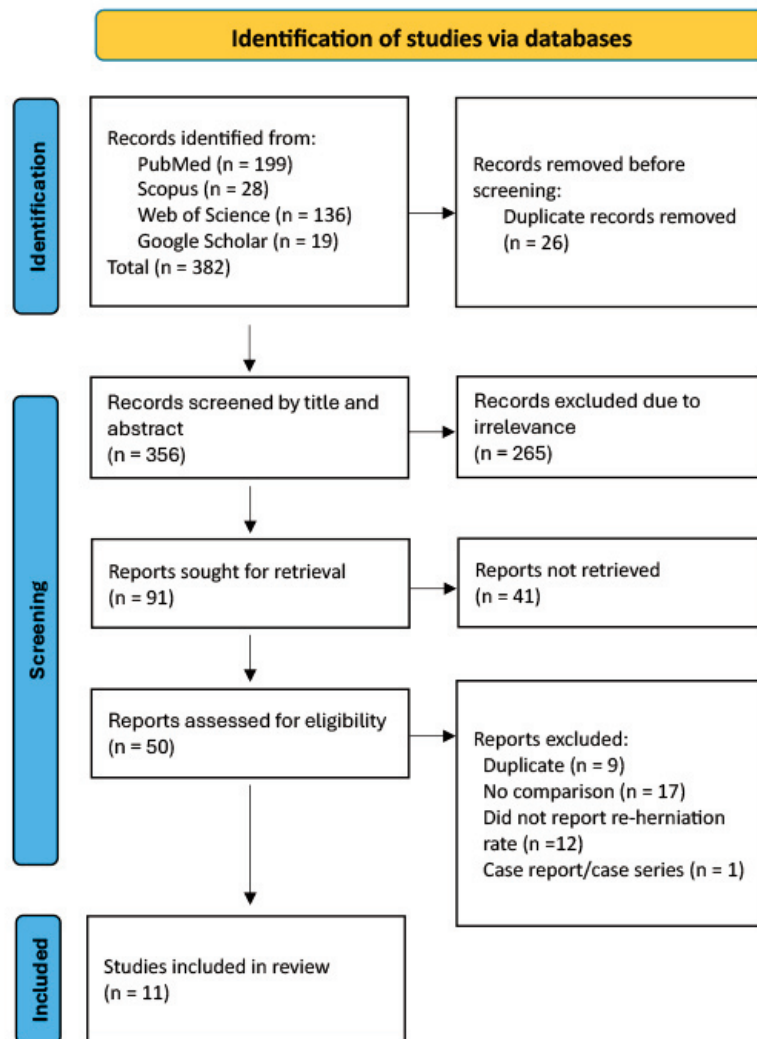 Identification of studies via databases
Identification
Records identified from:
PubMed (n = 199)
Scopus (n = 28)
Web of Science (n = 136)
Google Scholar (n = 19)
Total (n = 382)
Records removed before
screening:
Duplicate records removed
(n = 26)
Screening
Records screened by title and
abstract
(n = 356)
Records excluded due to
irrelevance
(n = 265)
Reports sought for retrieval
(n = 91)
Reports not retrieved
(n = 41)
Reports assessed for eligibility
(n = 50)
Reports excluded:
Duplicate (n = 9)
No comparison (n = 17)
Did not report re-herniation
rate (n =12)
Case report/case series (n = 1)
Included
Studies included in review
(n = 11)